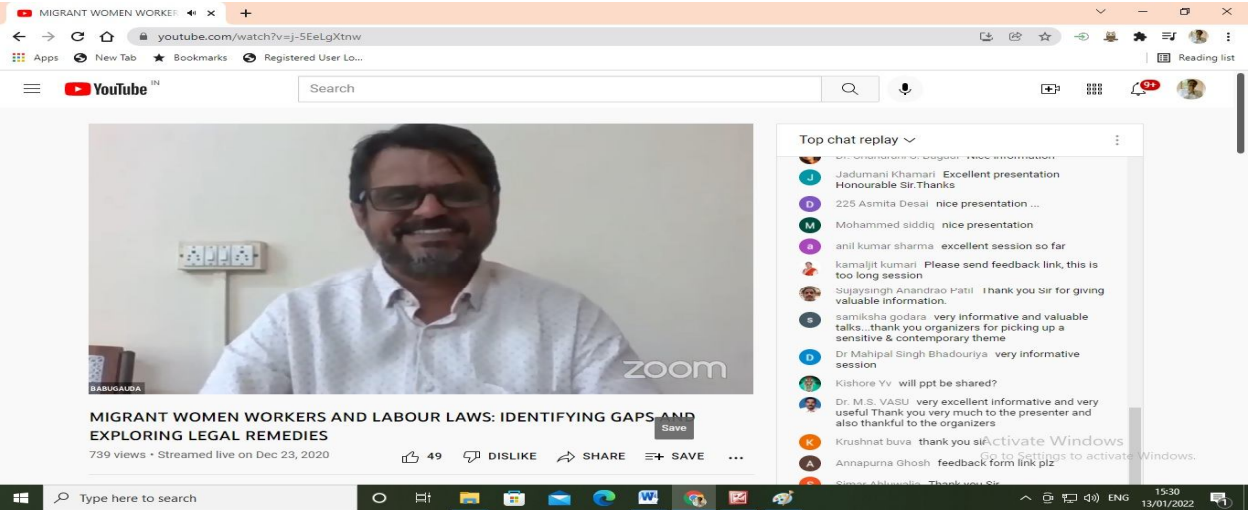 MIGRANT WOMEN WORKER
youtube.com/watch?v=j-5EeLgXtnw
Apps New Tab Bookmarks Registered User Lo... Reading list
YouTube IN Search 9+
Top chat replay
Nice information
Jadumani Khamari Excellent presentation
Honourable Sir.Thanks
225 Asmita Desai nice presentation ...
Mohammed siddiq nice presentation
anil kumar sharma excellent session so far
kamaljit kumari Please send feedback link, this is
too long session
Sujaysingh Anandrao Patil Thank you Sir for giving
valuable information.
samiksha godara very informative and valuable
talks...thank you organizers for picking up a
sensitive & contemporary theme
Dr Mahipal Singh Bhadouriya very informative
session
Kishore Yv will ppt be shared?
Dr. M.S. VASU very excellent informative and very
useful Thank you very much to the presenter and
also thankful to the organizers
Krushnat buva thank you sir
Annapurna Ghosh feedback form link plz
Simar Ahluwalia Thank you Sir
zoom
BABUGAUDA
MIGRANT WOMEN WORKERS AND LABOUR LAWS: IDENTIFYING GAPS AND
EXPLORING LEGAL REMEDIES
Save
739 views • Streamed live on Dec 23, 2020 49 DISLIKE SHARE SAVE ...
Activate Windows
Go to Settings to activate Windows.
Type here to search ENG 15:30
13/01/2022